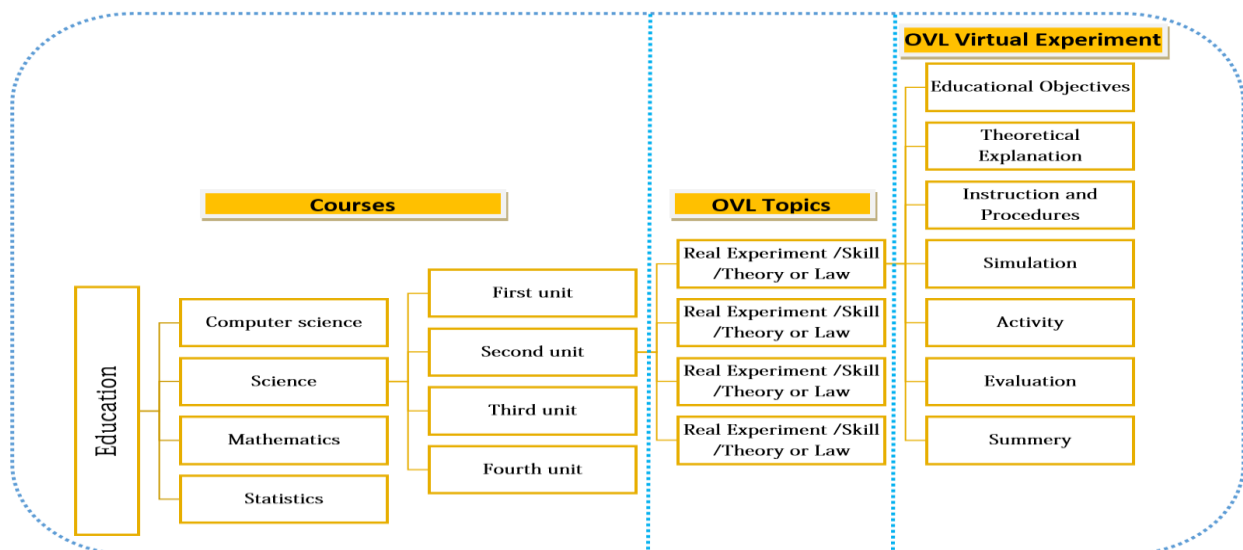 Courses
Education
Computer science
Science
Mathematics
Statistics
First unit
Second unit
Third unit
Fourth unit
OVL Topics
Real Experiment /Skill
/Theory or Law
Real Experiment /Skill
/Theory or Law
Real Experiment /Skill
/Theory or Law
Real Experiment /Skill
/Theory or Law
OVL Virtual Experiment
Educational Objectives
Theoretical
Explanation
Instruction and
Procedures
Simulation
Activity
Evaluation
Summery